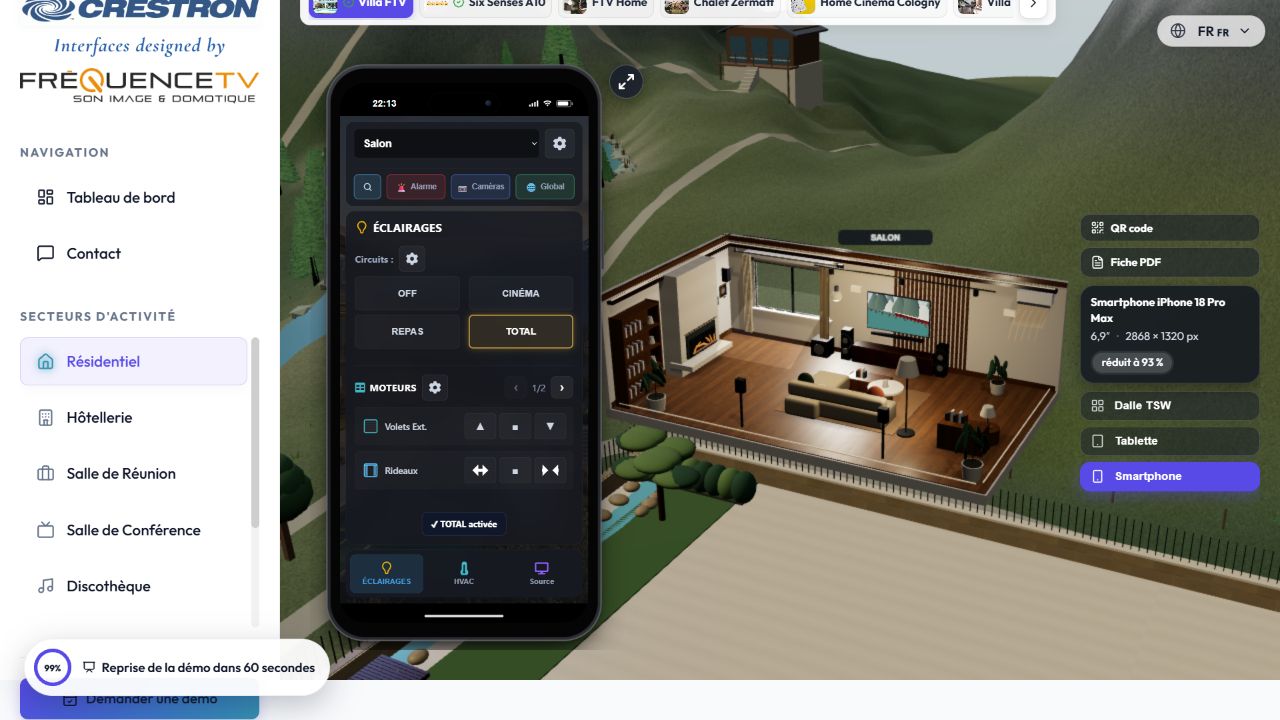 CRESTRON
Interfaces designed by
FRÉQUENCETV
SON IMAGE & DOMOTIQUE
NAVIGATION
Tableau de bord
Contact
SECTEURS D'ACTIVITÉ
Résidentiel
Hôtellerie
Salle de Réunion
Salle de Conférence
Discothèque
99%
Reprise de la démo dans 60 secondes
Demander une démo
Villa FTV
Six Senses A10
FTV Home
Chalet Zermatt
Home Cinema Cologny
Villa
FR FR
22:13
Salon
Alarme
Caméras
Global
ÉCLAIRAGES
Circuits :
OFF
CINÉMA
REPAS
TOTAL
MOTEURS
1/2
Volets Ext.
Rideaux
✓ TOTAL activée
ÉCLAIRAGES
HVAC
Source
SALON
QR code
Fiche PDF
Smartphone iPhone 18 Pro
Max
6,9" · 2868 × 1320 px
réduit à 93 %
Dalle TSW
Tablette
Smartphone